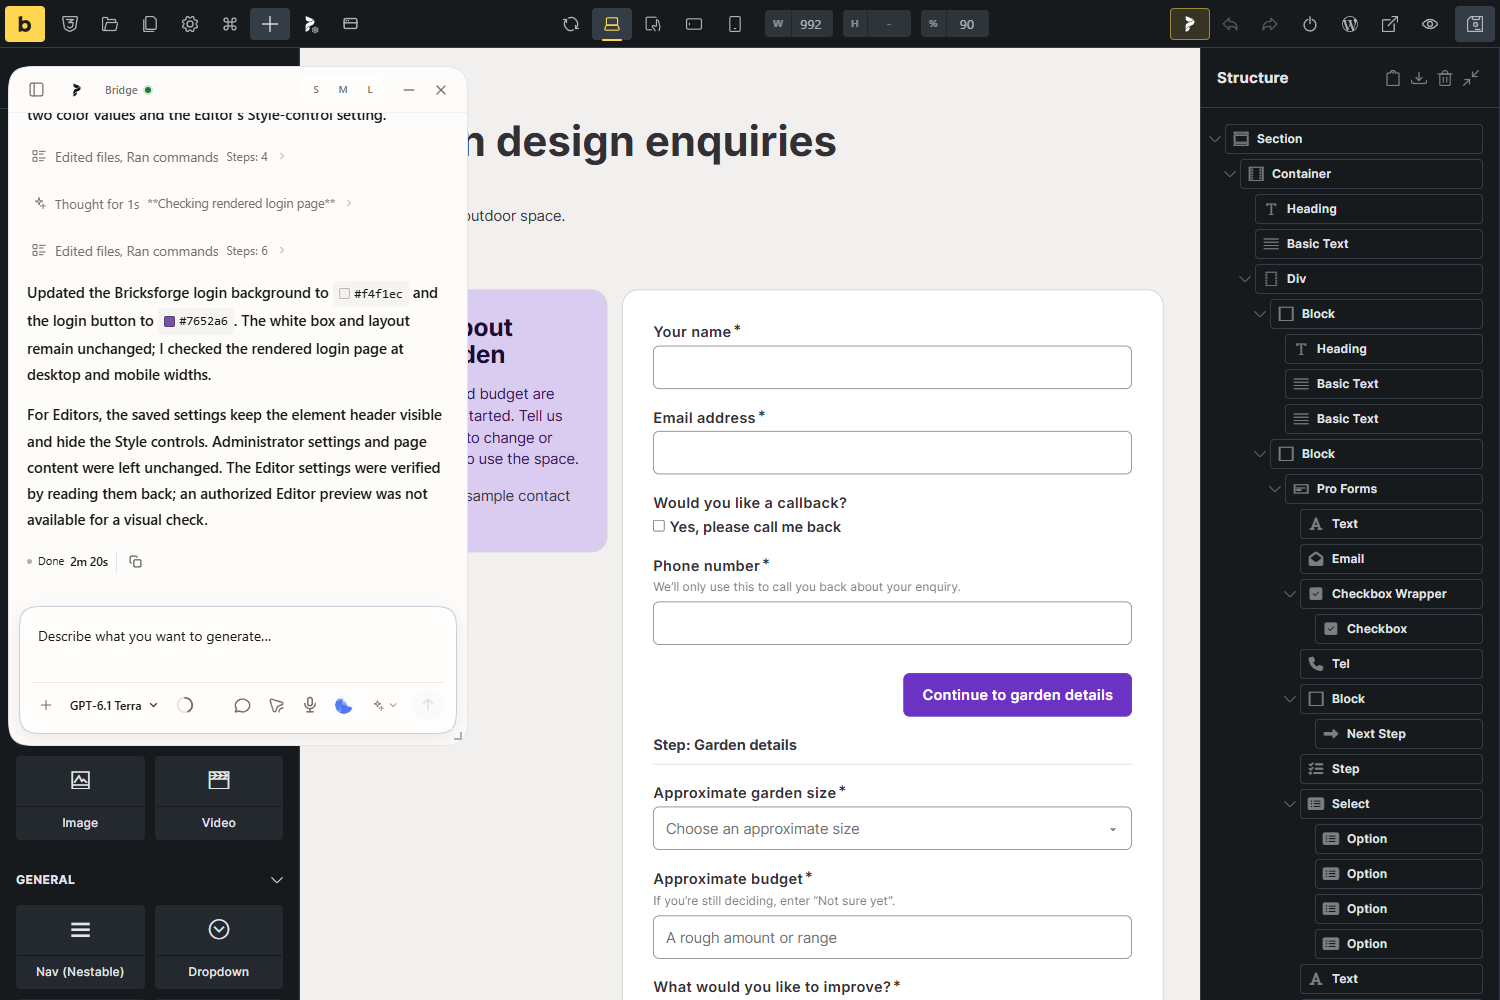 b
W 992
H -
% 90
Bridge
S M L
two color values and the Editor's Style-control setting.
Edited files, Ran commands Steps: 4
Thought for 1s **Checking rendered login page**
Edited files, Ran commands Steps: 6
Updated the Bricksforge login background to #f4f1ec and
the login button to #7652a6. The white box and layout
remain unchanged; I checked the rendered login page at
desktop and mobile widths.
For Editors, the saved settings keep the element header visible
and hide the Style controls. Administrator settings and page
content were left unchanged. The Editor settings were verified
by reading them back; an authorized Editor preview was not
available for a visual check.
Done 2m 20s
Describe what you want to generate...
GPT-6.1 Terra
Image
Video
GENERAL
Nav (Nestable)
Dropdown
n design enquiries
outdoor space.
bout
den
d budget are
tarted. Tell us
to change or
o use the space.
sample contact
Your name*
Email address*
Would you like a callback?
Yes, please call me back
Phone number*
We'll only use this to call you back about your enquiry.
Continue to garden details
Step: Garden details
Approximate garden size*
Choose an approximate size
Approximate budget*
If you're still deciding, enter “Not sure yet”.
A rough amount or range
What would you like to improve?*
Structure
Section
Container
Heading
Basic Text
Div
Block
Heading
Basic Text
Basic Text
Block
Pro Forms
Text
Email
Checkbox Wrapper
Checkbox
Tel
Block
Next Step
Step
Select
Option
Option
Option
Option
Text